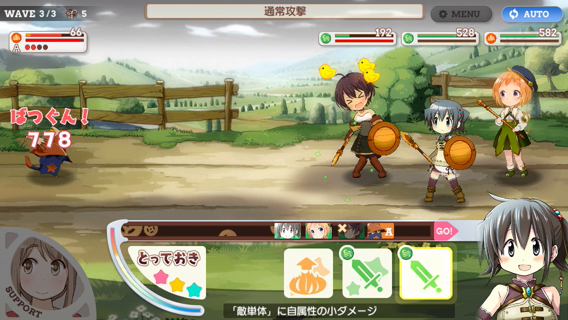 WAVE 3/3 5
通常攻撃
MENU
AUTO
66
A
192
528
582
ばつぐん!
778
A
GO!
とっておき
「敵単体」に自属性の小ダメージ
SUPPORT